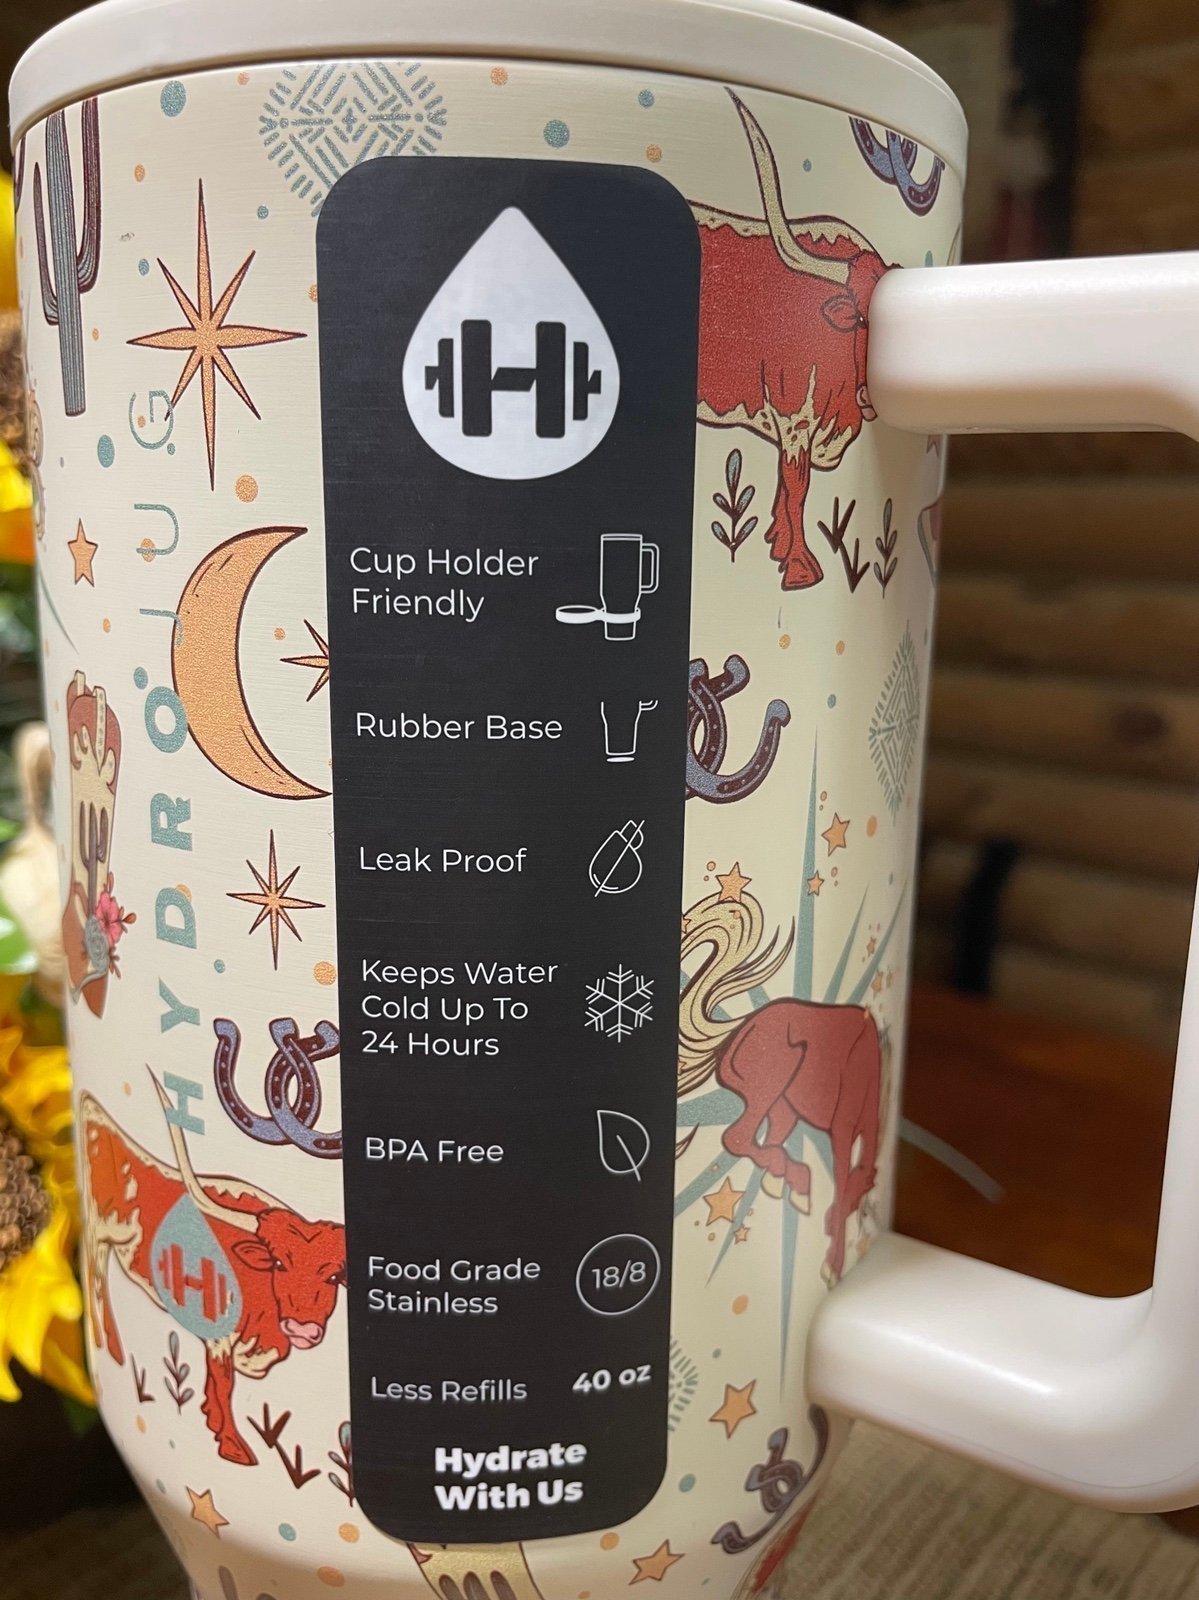 HYDROJUG
H
Cup Holder
Friendly
Rubber Base
Leak Proof
Keeps Water
Cold Up To
24 Hours
BPA Free
Food Grade
Stainless
18/8
Less Refills 40 oz
Hydrate
With Us
H